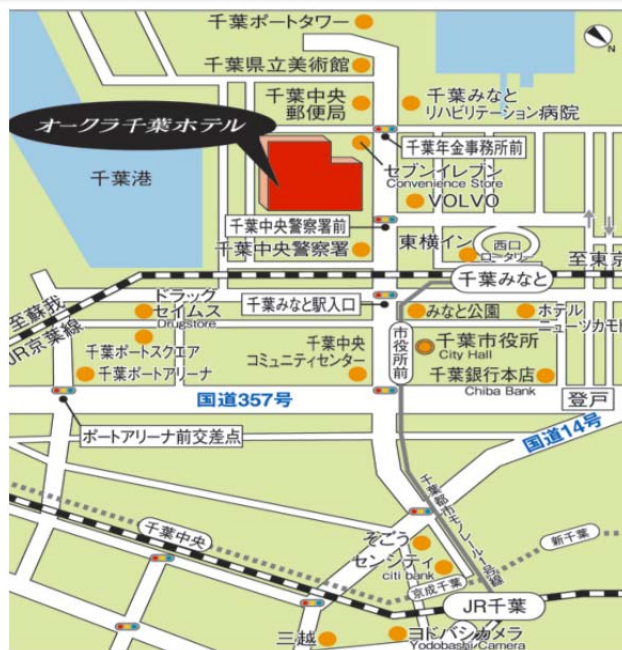 千葉ポートタワー
N
千葉県立美術館
千葉中央
郵便局
千葉みなと
リハビリテーション病院
オークラ千葉ホテル
千葉年金事務所前
千葉港
セブンイレブン
Convenience Store
VOLVO
千葉中央警察署前
千葉中央警察署
東横イン
西口
ロータリー
至東京
千葉みなと
至蘇我
JR京葉線
ドラッグ
セイムス
Drugstore
千葉みなと駅入口
みなと公園
ホテル
ニューツカモト
千葉ポートスクエア
千葉ポートアリーナ
千葉中央
コミュニティセンター
市役所前
千葉市役所
City Hall
千葉銀行本店
Chiba Bank
国道357号
登戸
ポートアリーナ前交差点
国道14号
千葉都市モノレール1号線
千葉中央
そごう
センシティ
citi bank
新千葉
京成千葉
JR千葉
三越
ヨドバシカメラ
Yodobashi Camera